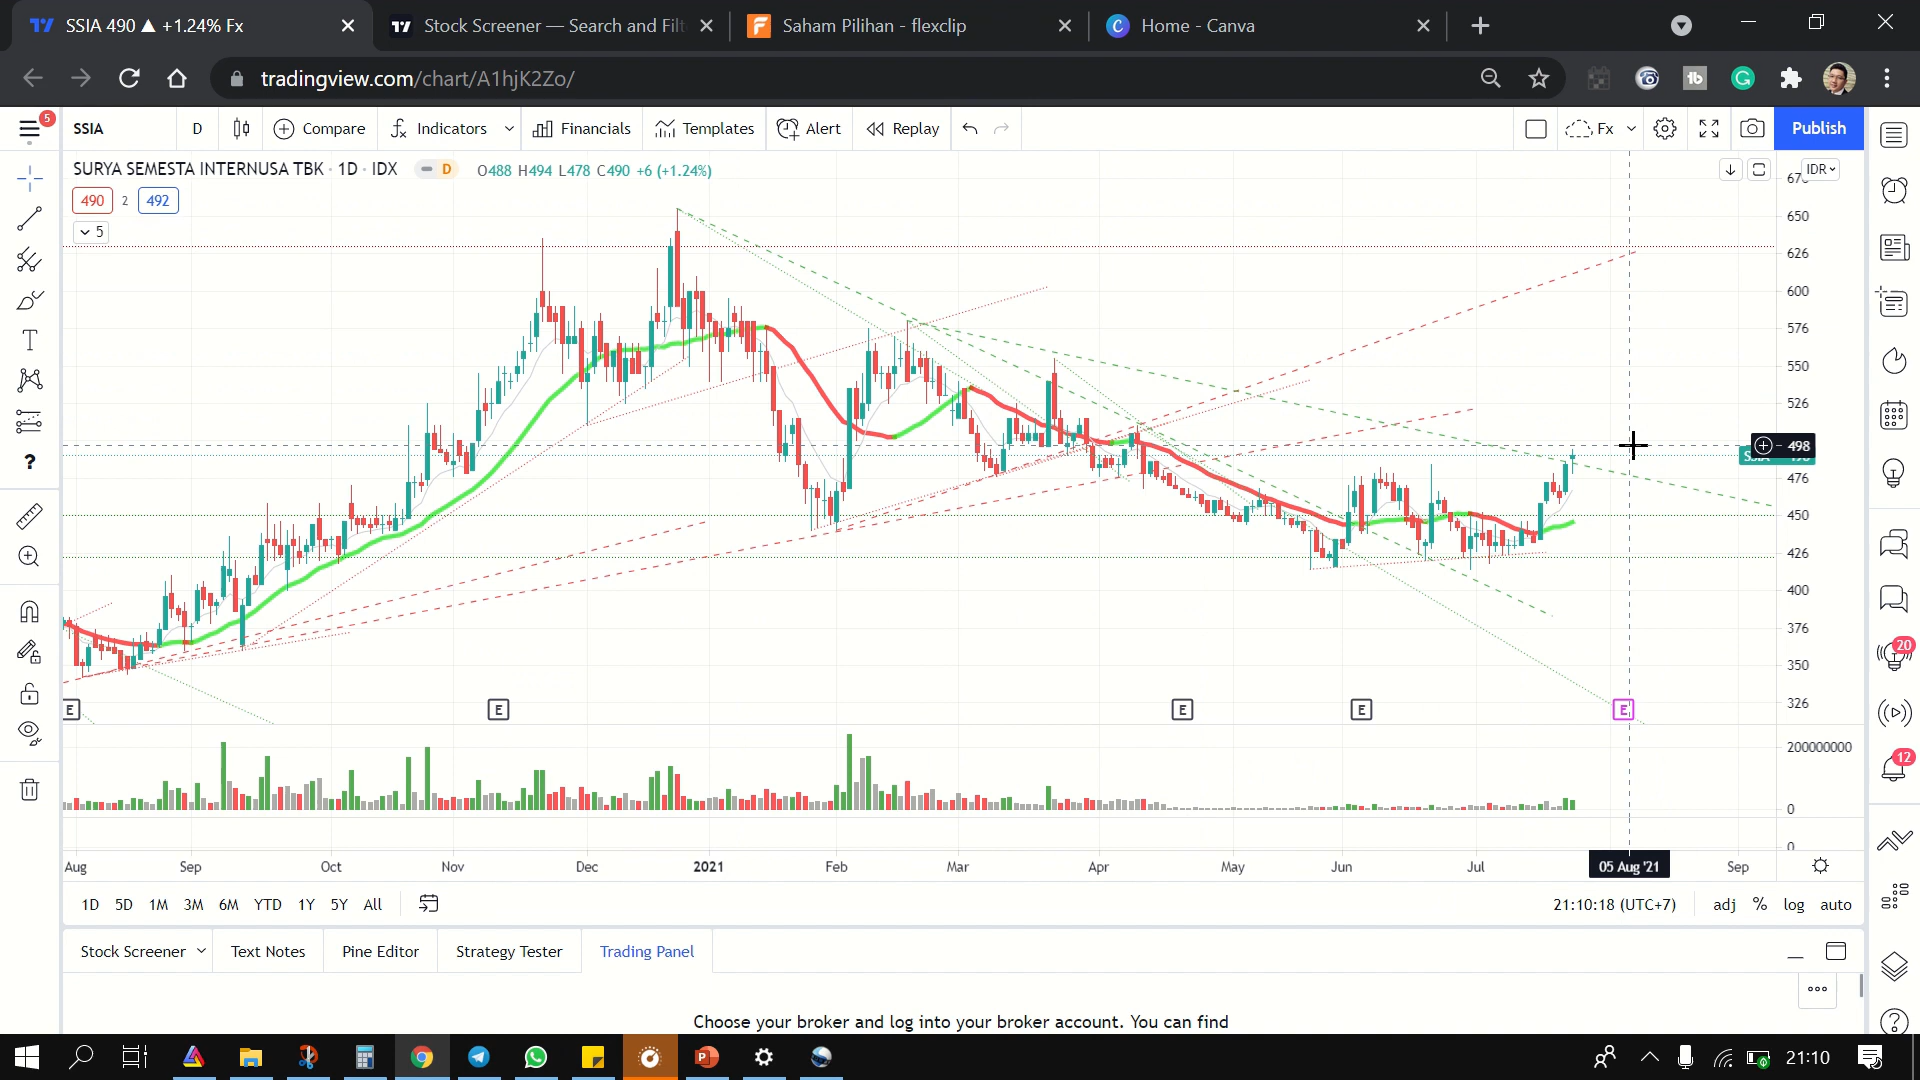 SSIA 490 ▲ +1.24% Fx
Stock Screener — Search and Filt
Saham Pilihan - flexclip
Home - Canva
tradingview.com/chart/A1hjK2Zo/
5
SSIA
D
Compare
Indicators
Financials
Templates
Alert
Replay
Fx
Publish
SURYA SEMESTA INTERNUSA TBK · 1D · IDX
D
O488 H494 L478 C490 +6 (+1.24%)
IDR
490
2
492
5
650
626
600
576
550
526
498
476
450
426
400
376
350
326
E
E
E
E
E
200000000
0
0
Aug
Sep
Oct
Nov
Dec
2021
Feb
Mar
Apr
May
Jun
Jul
05 Aug '21
Sep
1D
5D
1M
3M
6M
YTD
1Y
5Y
All
21:10:18 (UTC+7)
adj
%
log
auto
Stock Screener
Text Notes
Pine Editor
Strategy Tester
Trading Panel
Choose your broker and log into your broker account. You can find
20
12
21:10